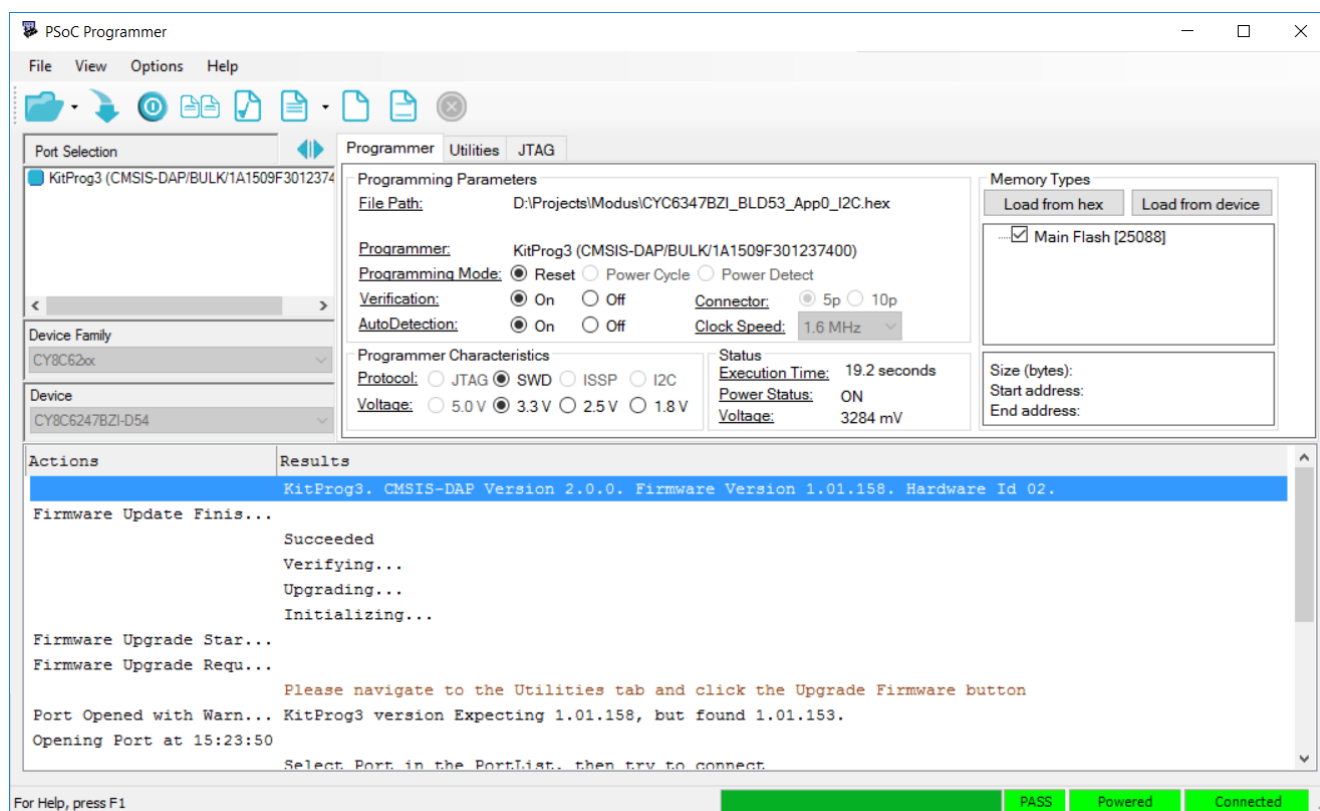 PSoC Programmer
File View Options Help
Port Selection
KitProg3 (CMSIS-DAP/BULK/1A1509F3012374
Device Family
CY8C62xx
Device
CY8C6247BZI-D54
Programmer Utilities JTAG
Programming Parameters
File Path: D:\Projects\Modus\CYC6347BZI_BLD53_App0_I2C.hex
Programmer: KitProg3 (CMSIS-DAP/BULK/1A1509F301237400)
Programming Mode: Reset Power Cycle Power Detect
Verification: On Off Connector: 5p 10p
AutoDetection: On Off Clock Speed: 1.6 MHz
Programmer Characteristics
Protocol: JTAG SWD ISSP I2C
Voltage: 5.0 V 3.3 V 2.5 V 1.8 V
Status
Execution Time: 19.2 seconds
Power Status: ON
Voltage: 3284 mV
Memory Types
Load from hex Load from device
Main Flash [25088]
Size (bytes):
Start address:
End address:
Actions Results
KitProg3. CMSIS-DAP Version 2.0.0. Firmware Version 1.01.158. Hardware Id 02.
Firmware Update Finis...
Succeeded
Verifying...
Upgrading...
Initializing...
Firmware Upgrade Star...
Firmware Upgrade Requ...
Please navigate to the Utilities tab and click the Upgrade Firmware button
Port Opened with Warn... KitProg3 version Expecting 1.01.158, but found 1.01.153.
Opening Port at 15:23:50
Select Port in the PortList, then try to connect
For Help, press F1 PASS Powered Connected